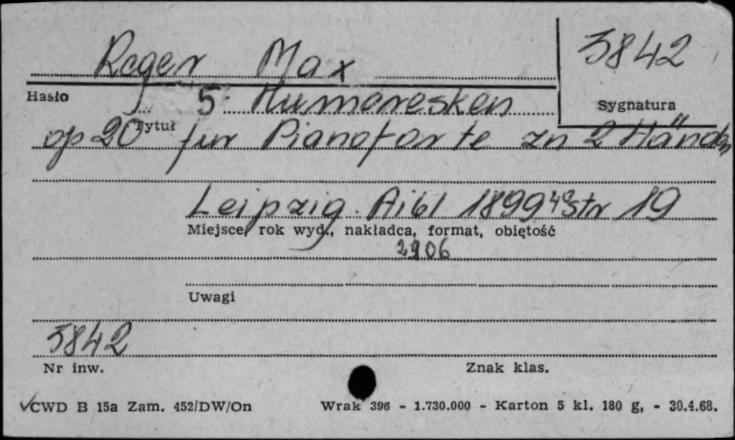 Reger Max 3842
Hasło 5 Humoresken Sygnatura
op 20 Tytuł für Pianoforte zu 2 Händen
Leipzig. Aibl 1899 4° str 19
Miejsce, rok wyd., nakładca, format, objętość
2906
Uwagi
3842
Nr inw. Znak klas.
CWD B 15a Zam. 452/DW/On Wrak 396 - 1.730.000 - Karton 5 kl. 180 g, - 30.4.68.